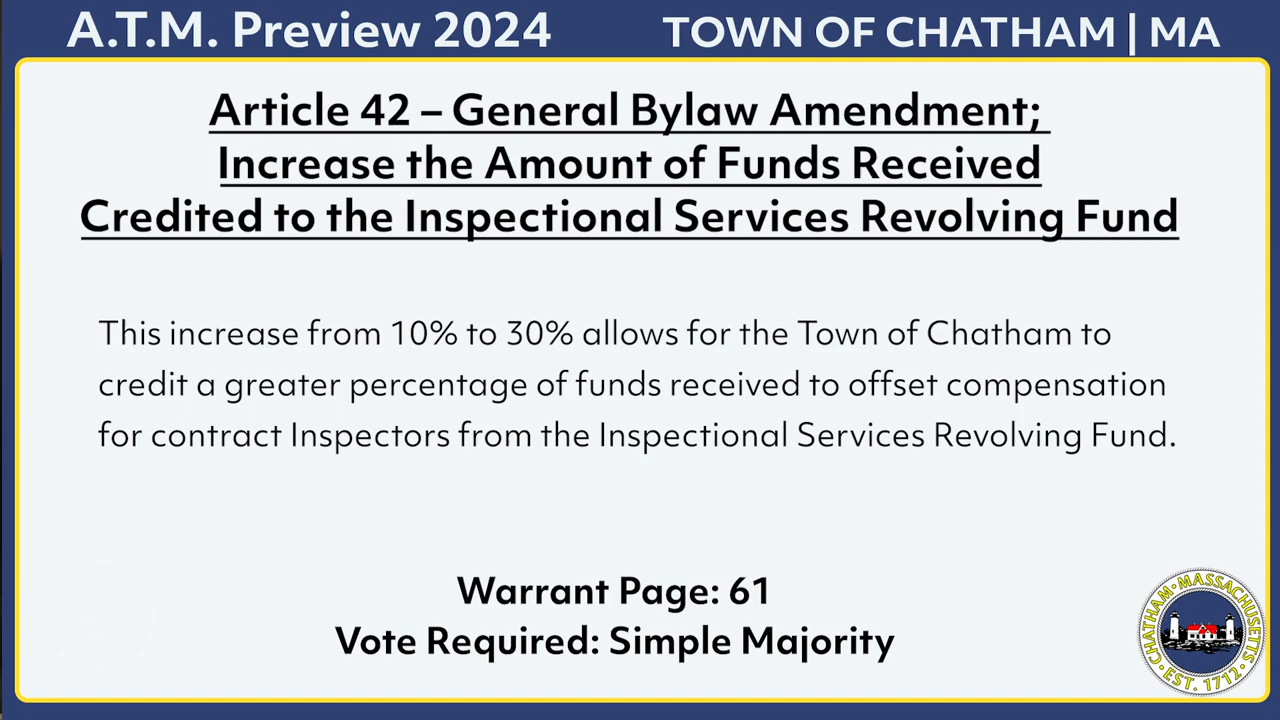 A.T.M. Preview 2024
TOWN OF CHATHAM | MA
Article 42 – General Bylaw Amendment;
Increase the Amount of Funds Received
Credited to the Inspectional Services Revolving Fund
This increase from 10% to 30% allows for the Town of Chatham to
credit a greater percentage of funds received to offset compensation
for contract Inspectors from the Inspectional Services Revolving Fund.
Warrant Page: 61
Vote Required: Simple Majority
CHATHAM · MASSACHUSETTS
· EST. 1712 ·